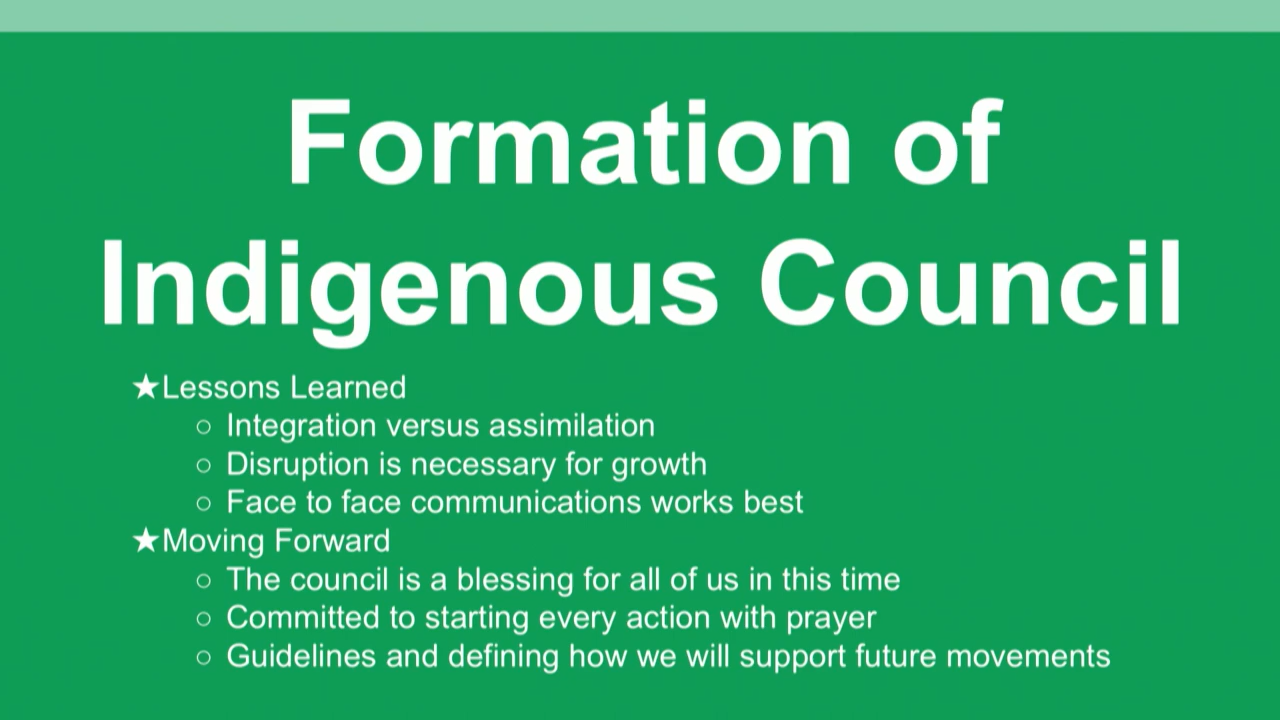 Formation of
Indigenous Council
★Lessons Learned
○ Integration versus assimilation
○ Disruption is necessary for growth
○ Face to face communications works best
★Moving Forward
○ The council is a blessing for all of us in this time
○ Committed to starting every action with prayer
○ Guidelines and defining how we will support future movements